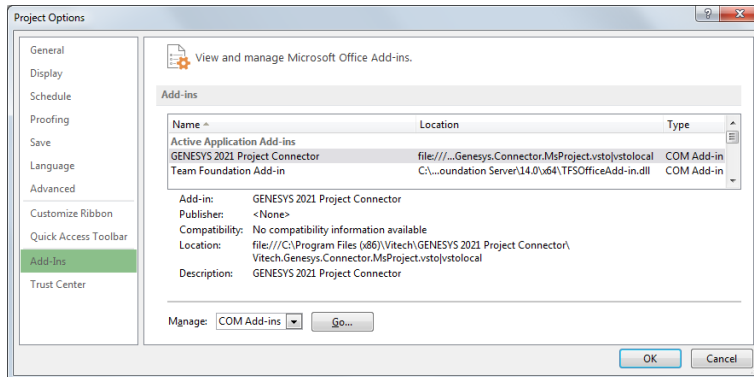 Project Options
General
Display
Schedule
Proofing
Save
Language
Advanced
Customize Ribbon
Quick Access Toolbar
Add-Ins
Trust Center
View and manage Microsoft Office Add-ins.
Add-ins
Name Location Type
Active Application Add-ins
GENESYS 2021 Project Connector file:///...Genesys.Connector.MsProject.vsto|vstolocal COM Add-in
Team Foundation Add-in C:\...oundation Server\14.0\x64\TFSOfficeAdd-in.dll COM Add-in
Add-in: GENESYS 2021 Project Connector
Publisher: <None>
Compatibility: No compatibility information available
Location: file:///C:\Program Files (x86)\Vitech\GENESYS 2021 Project Connector\
Vitech.Genesys.Connector.MsProject.vsto|vstolocal
Description: GENESYS 2021 Project Connector
Manage: COM Add-ins Go...
OK Cancel